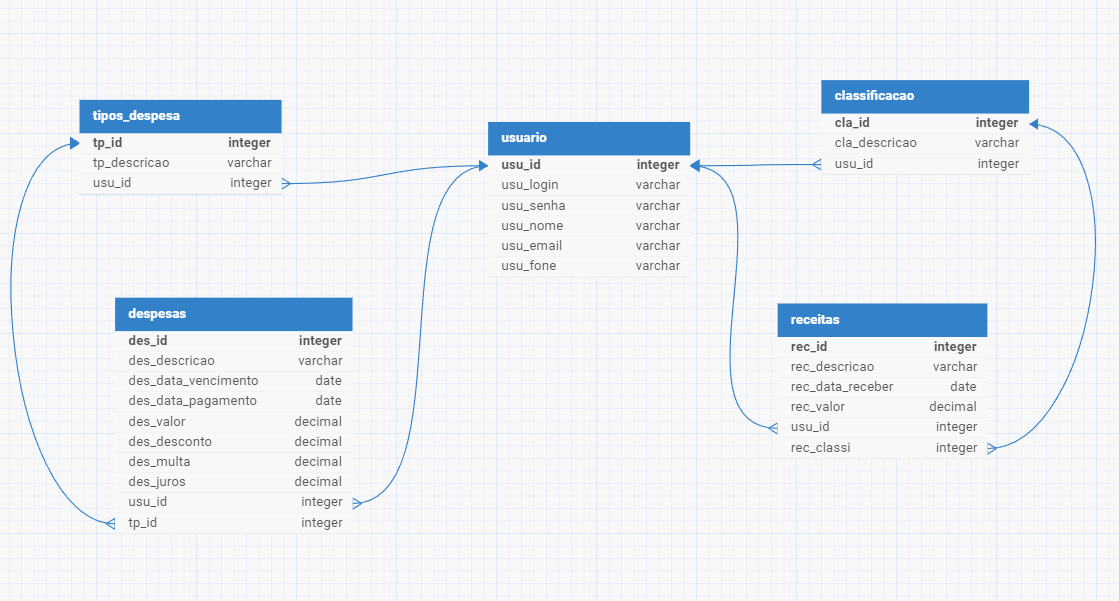 tipos_despesa
tp_id integer
tp_descricao varchar
usu_id integer
usuario
usu_id integer
usu_login varchar
usu_senha varchar
usu_nome varchar
usu_email varchar
usu_fone varchar
classificacao
cla_id integer
cla_descricao varchar
usu_id integer
despesas
des_id integer
des_descricao varchar
des_data_vencimento date
des_data_pagamento date
des_valor decimal
des_desconto decimal
des_multa decimal
des_juros decimal
usu_id integer
tp_id integer
receitas
rec_id integer
rec_descricao varchar
rec_data_receber date
rec_valor decimal
usu_id integer
rec_classi integer